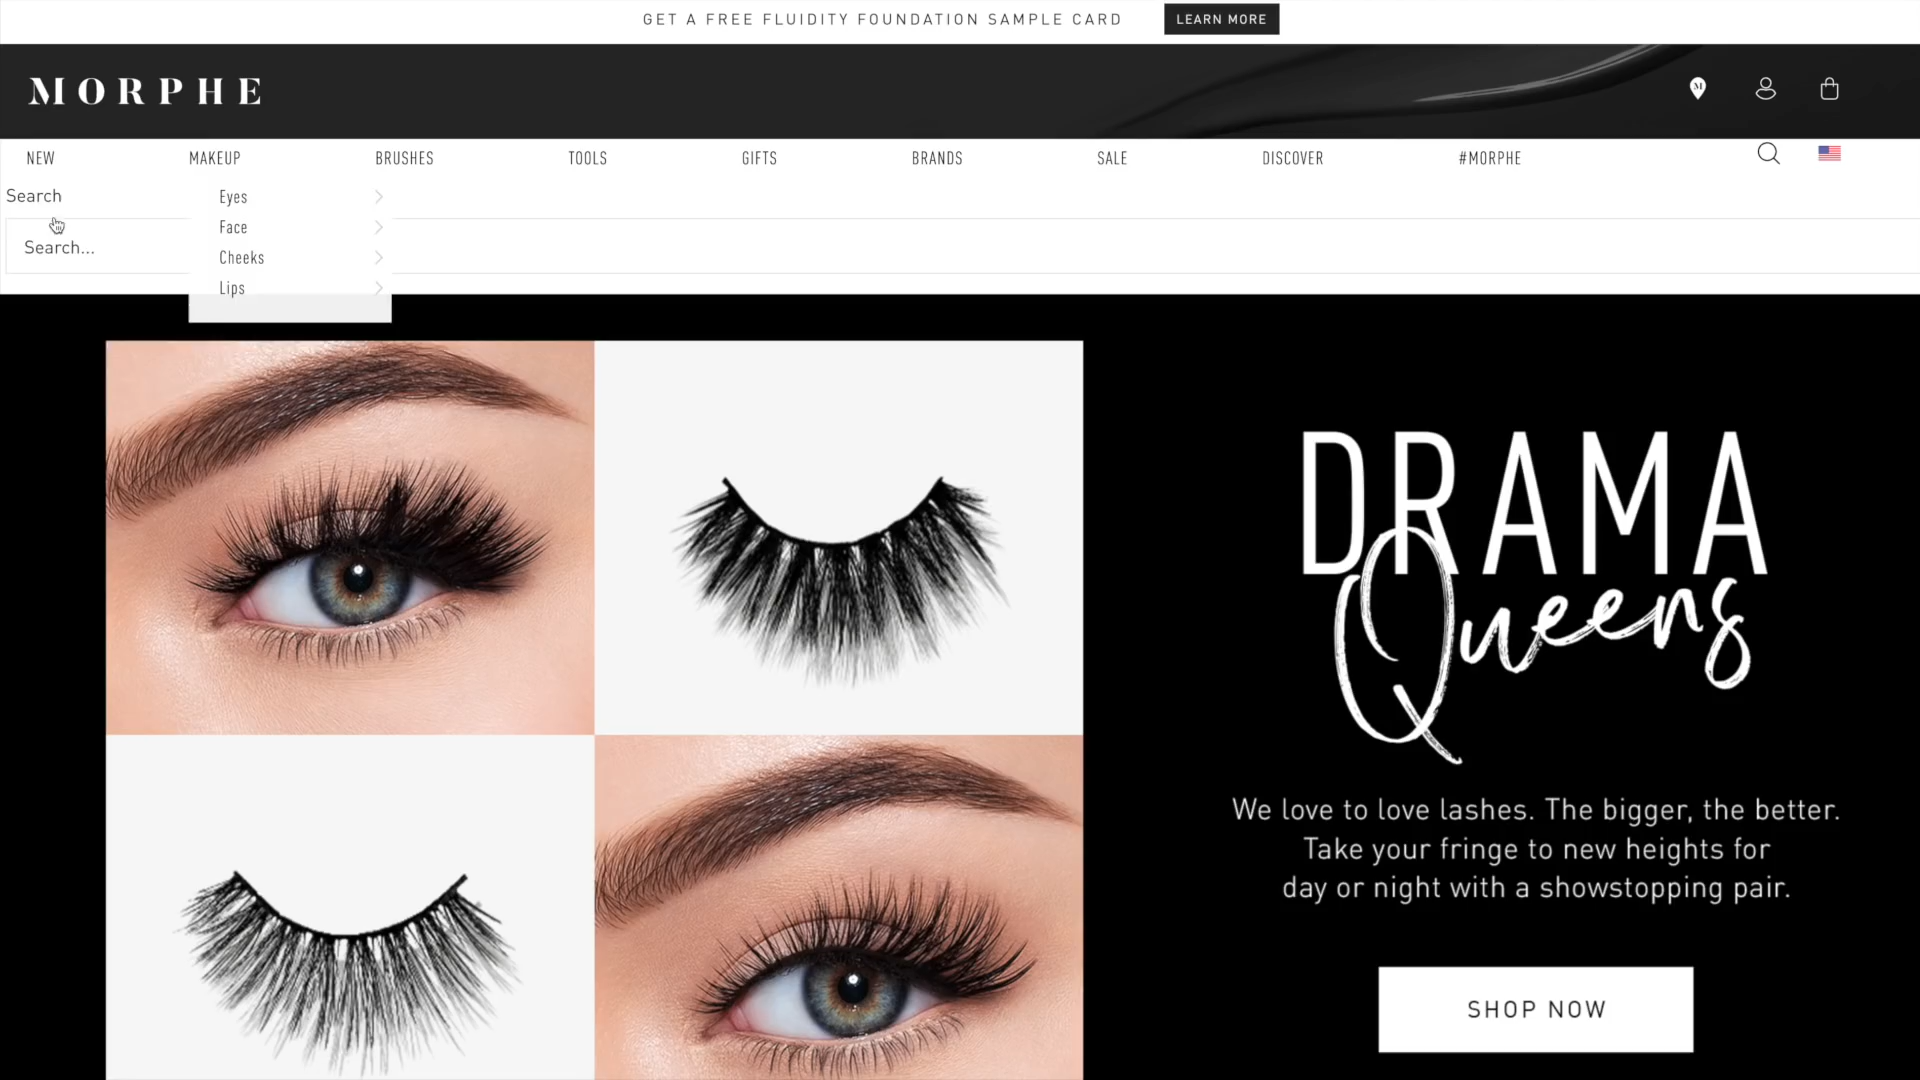 GET A FREE FLUIDITY FOUNDATION SAMPLE CARD
LEARN MORE
MORPHE
M
NEW
MAKEUP
BRUSHES
TOOLS
GIFTS
BRANDS
SALE
DISCOVER
#MORPHE
Search
Search...
Eyes
Face
Cheeks
Lips
DRAMA
Queens
We love to love lashes. The bigger, the better.
Take your fringe to new heights for
day or night with a showstopping pair.
SHOP NOW